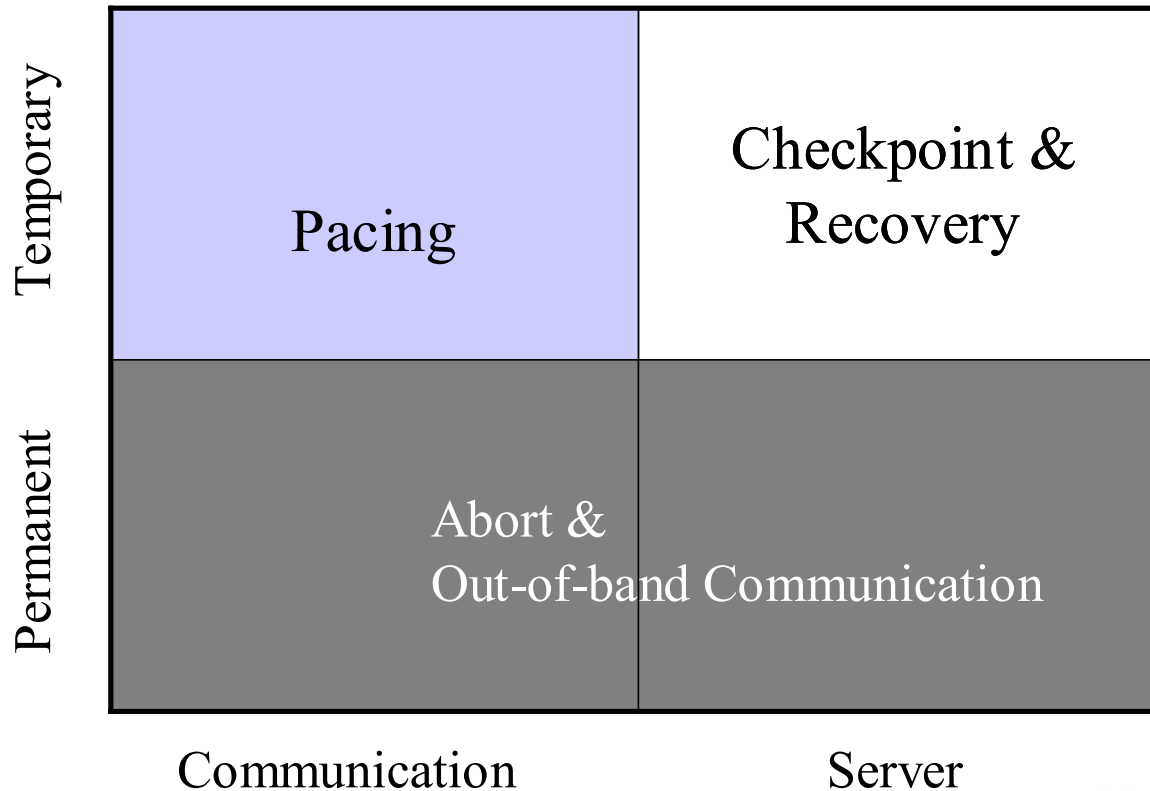 Temporary
Pacing
Checkpoint &
Recovery
Permanent
Abort &
Out-of-band Communication
Communication
Server